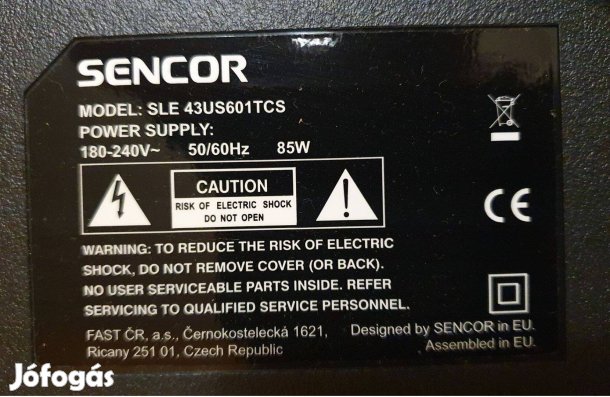 SENCOR
MODEL: SLE 43US601TCS
POWER SUPPLY:
180-240V~ 50/60Hz 85W
CAUTION
RISK OF ELECTRIC SHOCK
DO NOT OPEN
WARNING: TO REDUCE THE RISK OF ELECTRIC
SHOCK, DO NOT REMOVE COVER (OR BACK).
NO USER SERVICEABLE PARTS INSIDE. REFER
SERVICING TO QUALIFIED SERVICE PERSONNEL.
FAST ČR, a.s., Černokostelecká 1621,
Ricany 251 01, Czech Republic
CE
Designed by SENCOR in EU.
Assembled in EU.
Jófogás